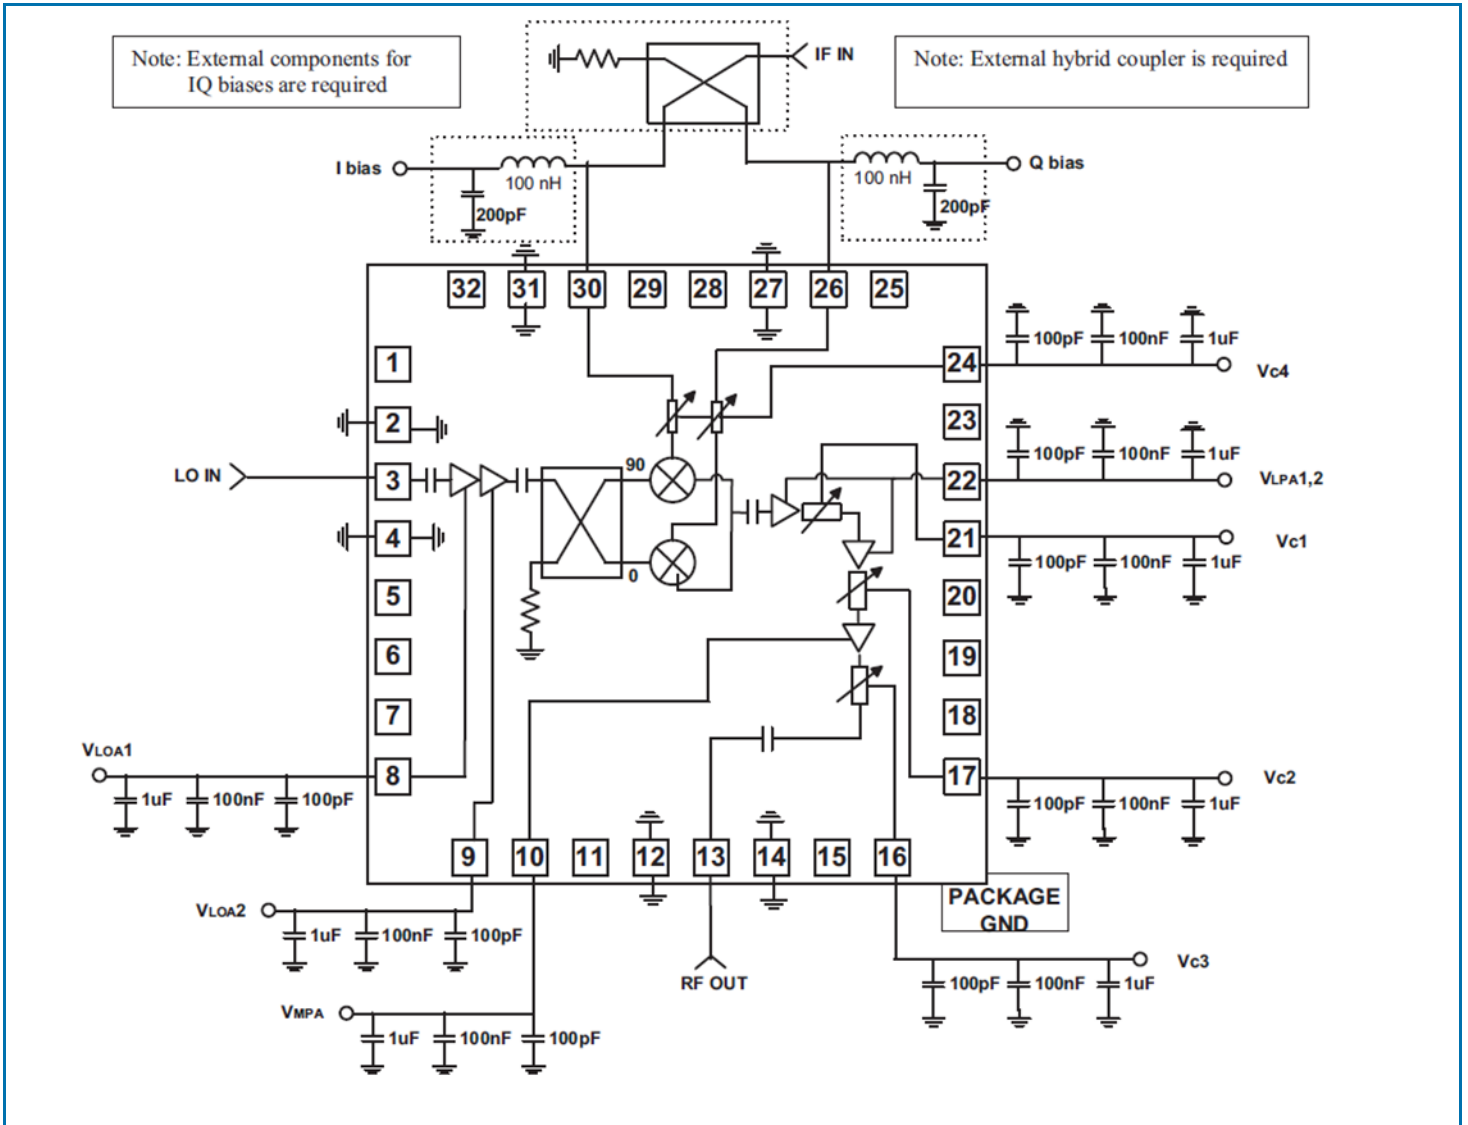 Note: External components for
IQ biases are required
IF IN
Note: External hybrid coupler is required
I bias
100 nH
200pF
100 nH
200pF
Q bias
32
31
30
29
28
27
26
25
100pF
100nF
1uF
1
24
Vc4
2
23
100pF
100nF
1uF
LO IN
3
90
22
VLPA1,2
4
21
Vc1
0
100pF
100nF
1uF
5
20
6
19
7
18
VLOA1
8
17
Vc2
1uF
100nF
100pF
100pF
100nF
1uF
9
10
11
12
13
14
15
16
PACKAGE
GND
VLOA2
1uF
100nF
100pF
RF OUT
Vc3
100pF
100nF
1uF
VMPA
1uF
100nF
100pF